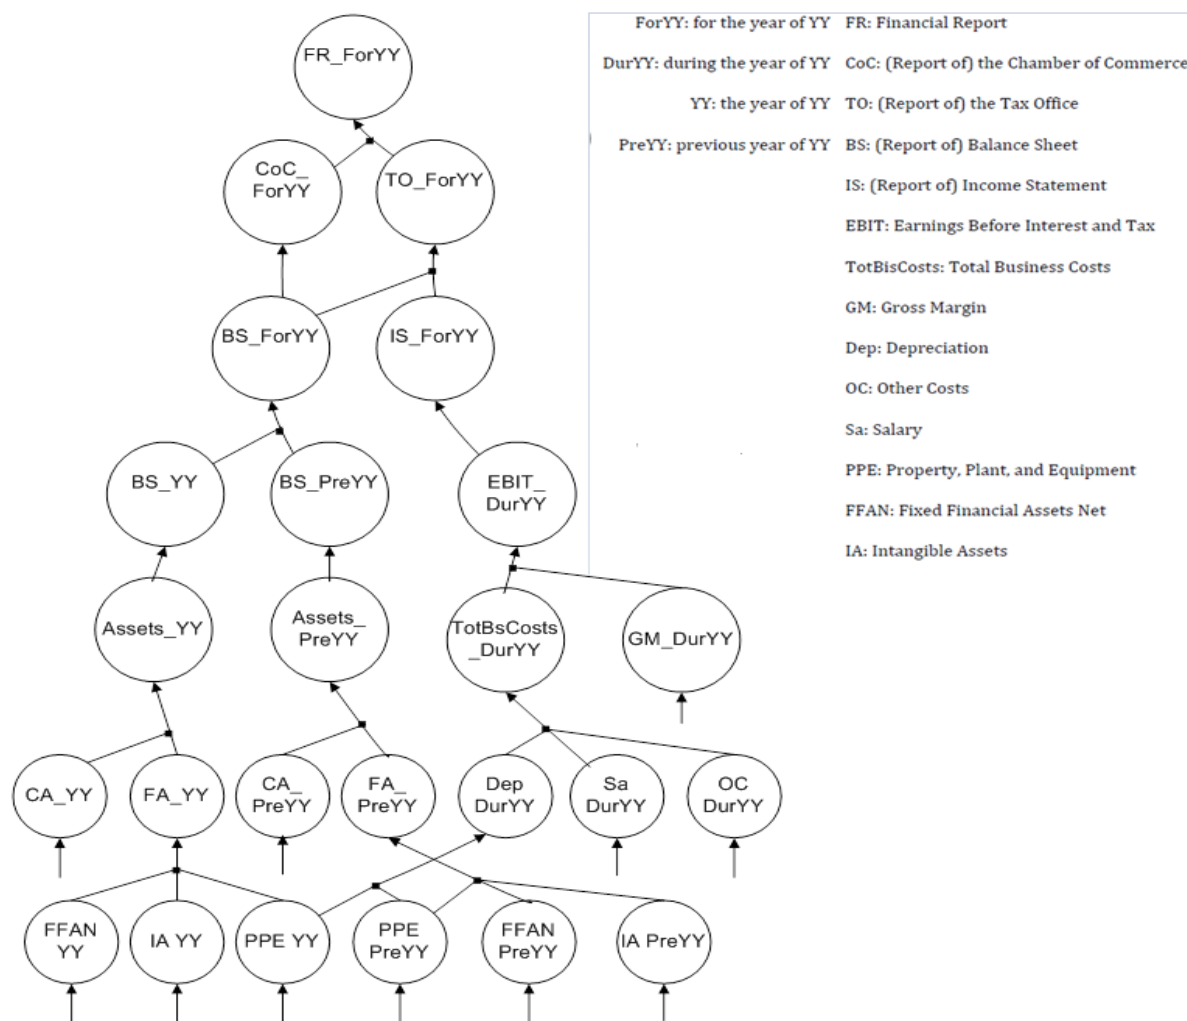 FR_ForYY
ForYY: for the year of YY FR: Financial Report
DurYY: during the year of YY CoC: (Report of) the Chamber of Commerce
YY: the year of YY TO: (Report of) the Tax Office
PreYY: previous year of YY BS: (Report of) Balance Sheet
IS: (Report of) Income Statement
EBIT: Earnings Before Interest and Tax
TotBisCosts: Total Business Costs
GM: Gross Margin
Dep: Depreciation
OC: Other Costs
Sa: Salary
PPE: Property, Plant, and Equipment
FFAN: Fixed Financial Assets Net
IA: Intangible Assets
CoC_
ForYY
TO_ForYY
BS_ForYY
IS_ForYY
BS_YY
BS_PreYY
EBIT_
DurYY
Assets_YY
Assets_
PreYY
TotBsCosts
_DurYY
GM_DurYY
CA_YY
FA_YY
CA_
PreYY
FA_
PreYY
Dep
DurYY
Sa
DurYY
OC
DurYY
FFAN
YY
IA YY
PPE YY
PPE
PreYY
FFAN
PreYY
IA PreYY